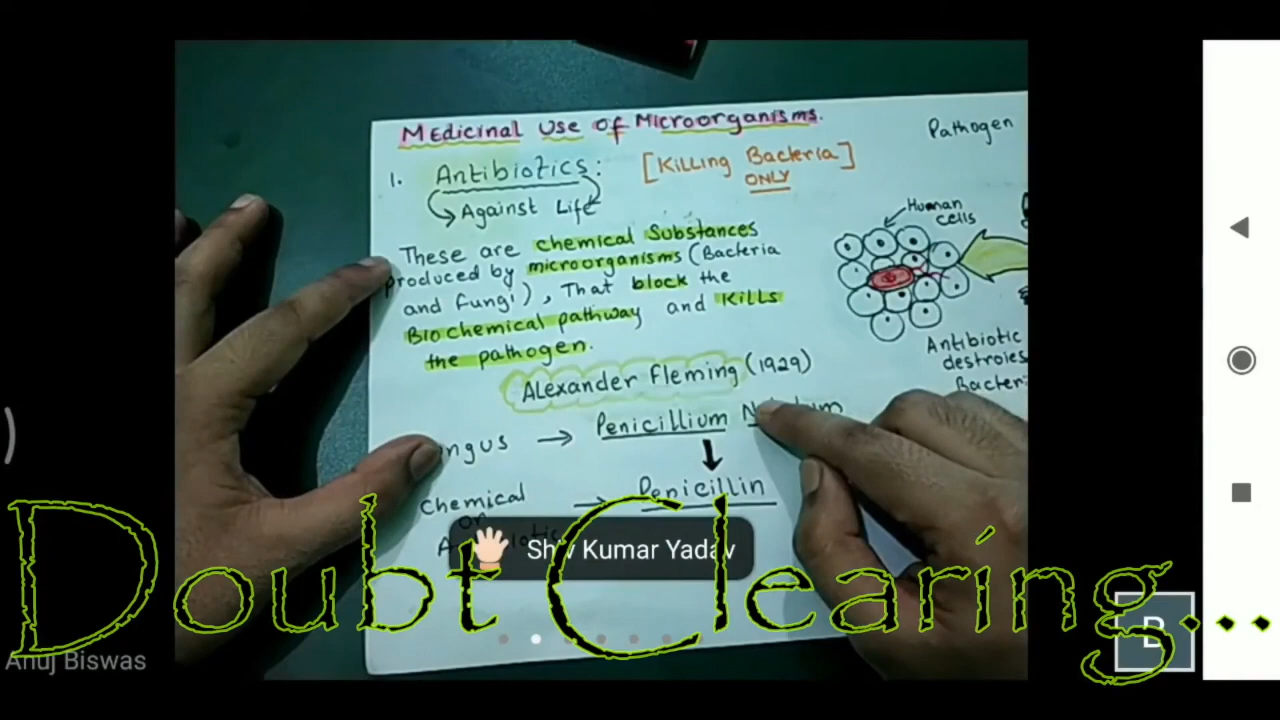 Medicinal Use of Microorganisms.
Pathogen
1. Antibiotics: [Killing Bacteria]
ONLY
Against Life
Human
cells
These are chemical Substances
produced by microorganisms (Bacteria
and fungi), That block the
Biochemical pathway and Kills
the pathogen.
Antibiotic
destroies
Alexander Fleming (1929)
Penicillium
Chemical → Penicillin
or
Shiv Kumar Yadav
Doubt Clearing...
B
Anuj Biswas